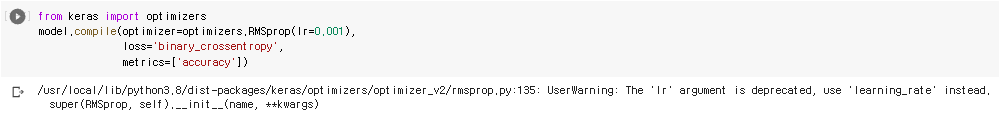 from keras import optimizers
model.compile(optimizer=optimizers.RMSprop(lr=0.001),
loss='binary_crossentropy',
metrics=['accuracy'])
/usr/local/lib/python3.8/dist-packages/keras/optimizers/optimizer_v2/rmsprop.py:135: UserWarning: The 'lr' argument is deprecated, use 'learning_rate' instead.
super(RMSprop, self).__init__(name, **kwargs)